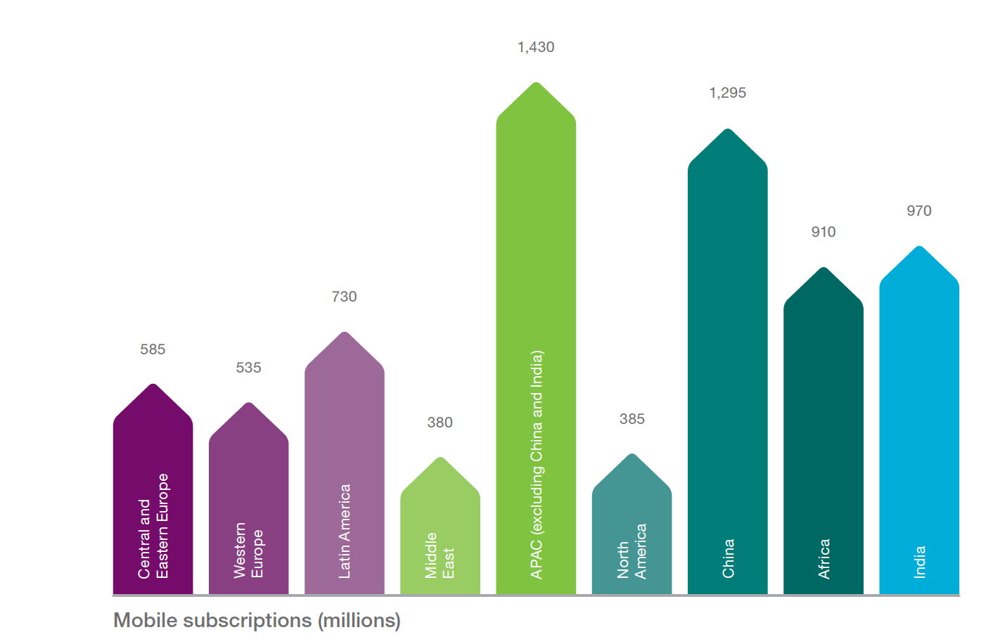 1,430
1,295
970
910
730
585
535
385
380
Central and
Eastern Europe
Western
Europe
Latin America
Middle
East
APAC (excluding China and India)
North
America
China
Africa
India
Mobile subscriptions (millions)